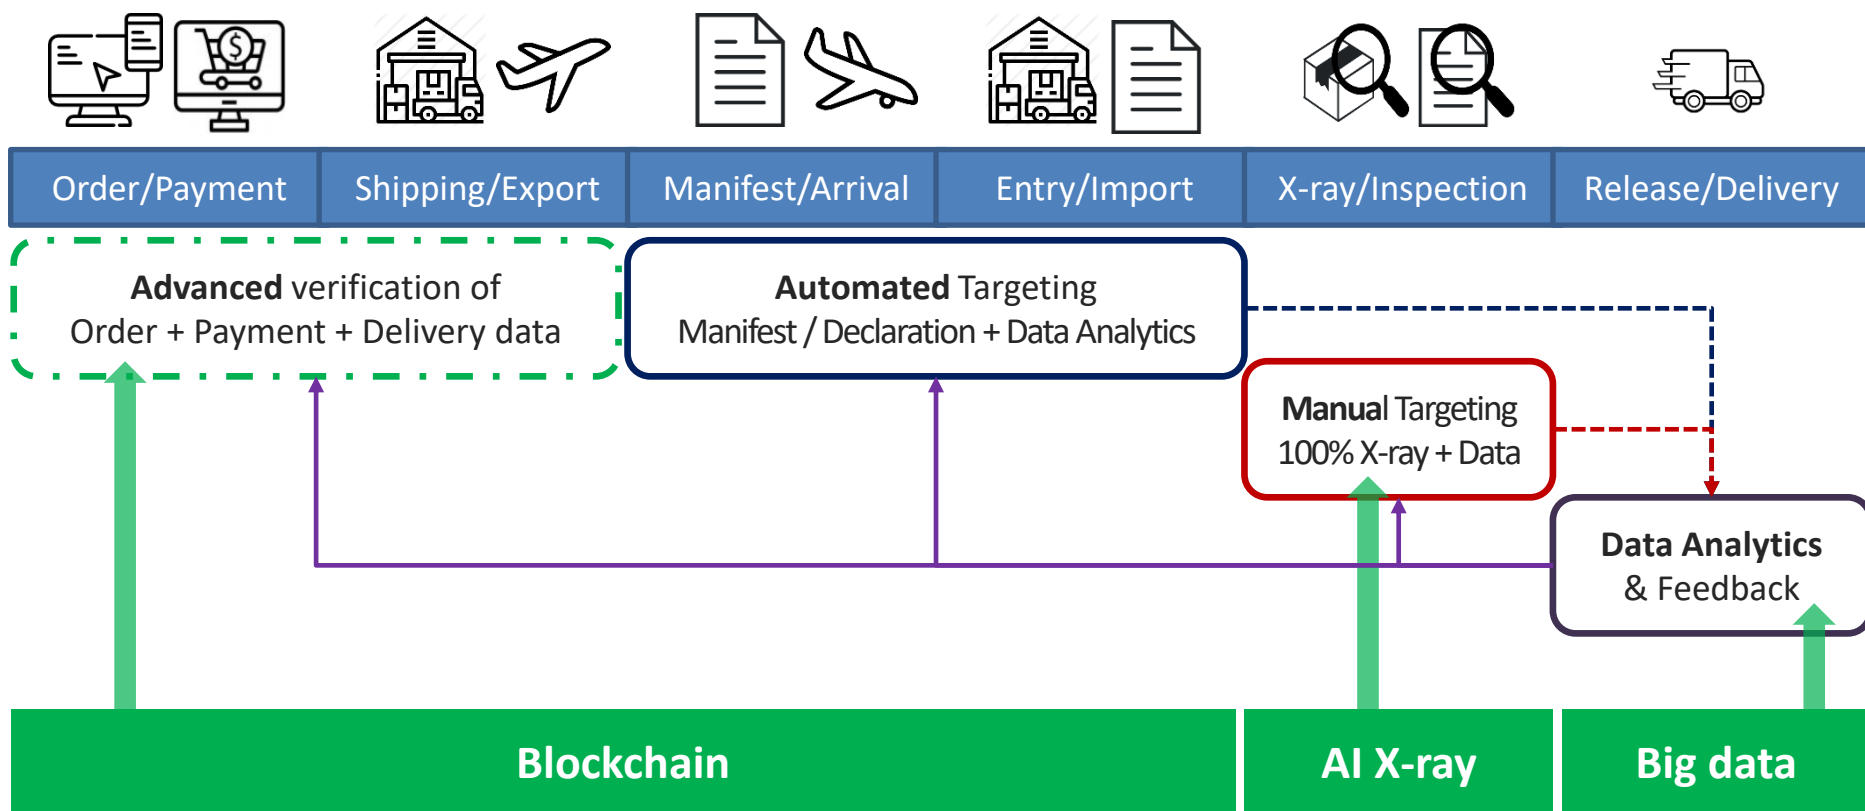 Order/Payment
Shipping/Export
Manifest/Arrival
Entry/Import
X-ray/Inspection
Release/Delivery
Advanced verification of
Order + Payment + Delivery data
Automated Targeting
Manifest / Declaration + Data Analytics
Manual Targeting
100% X-ray + Data
Data Analytics
& Feedback
Blockchain
AI X-ray
Big data
$